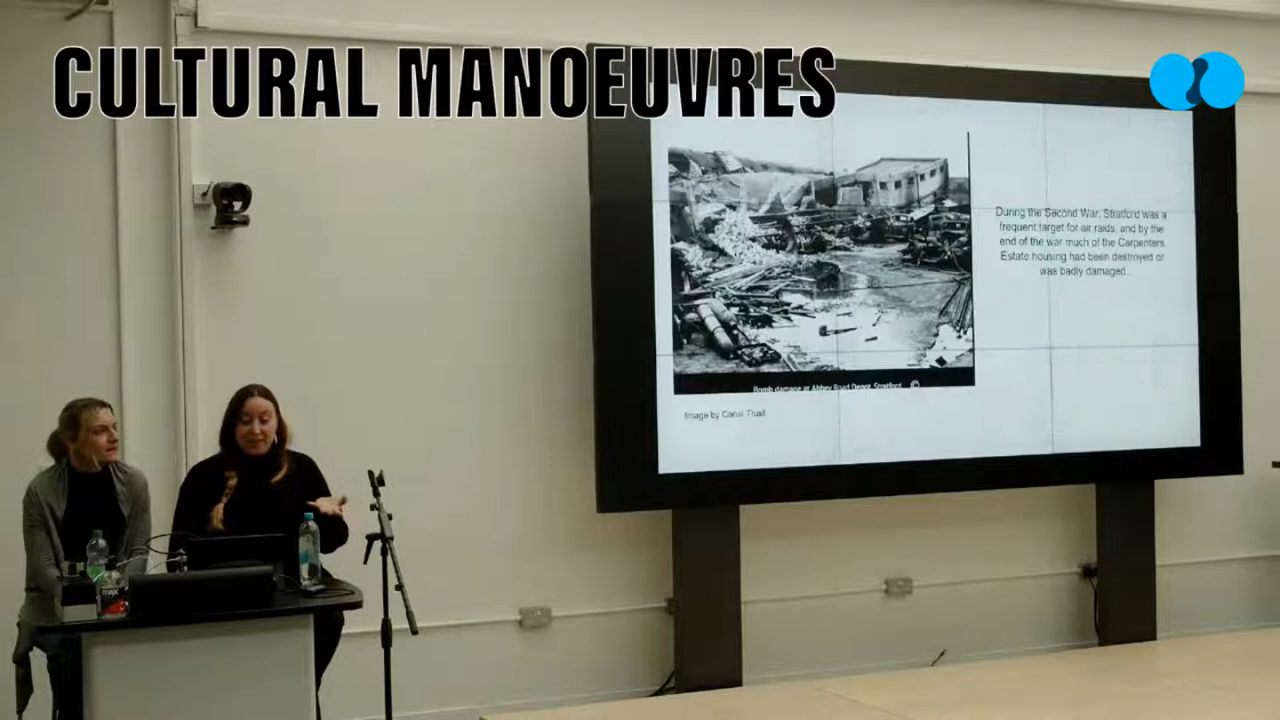 CULTURAL MANOEUVRES
During the Second War, Stratford was a
frequent target for air raids, and by the
end of the war much of the Carpenters
Estate housing had been destroyed or
was badly damaged.
Bomb damage at Abbey Road Depot, Stratford. ©
Image by Canal Trust
max